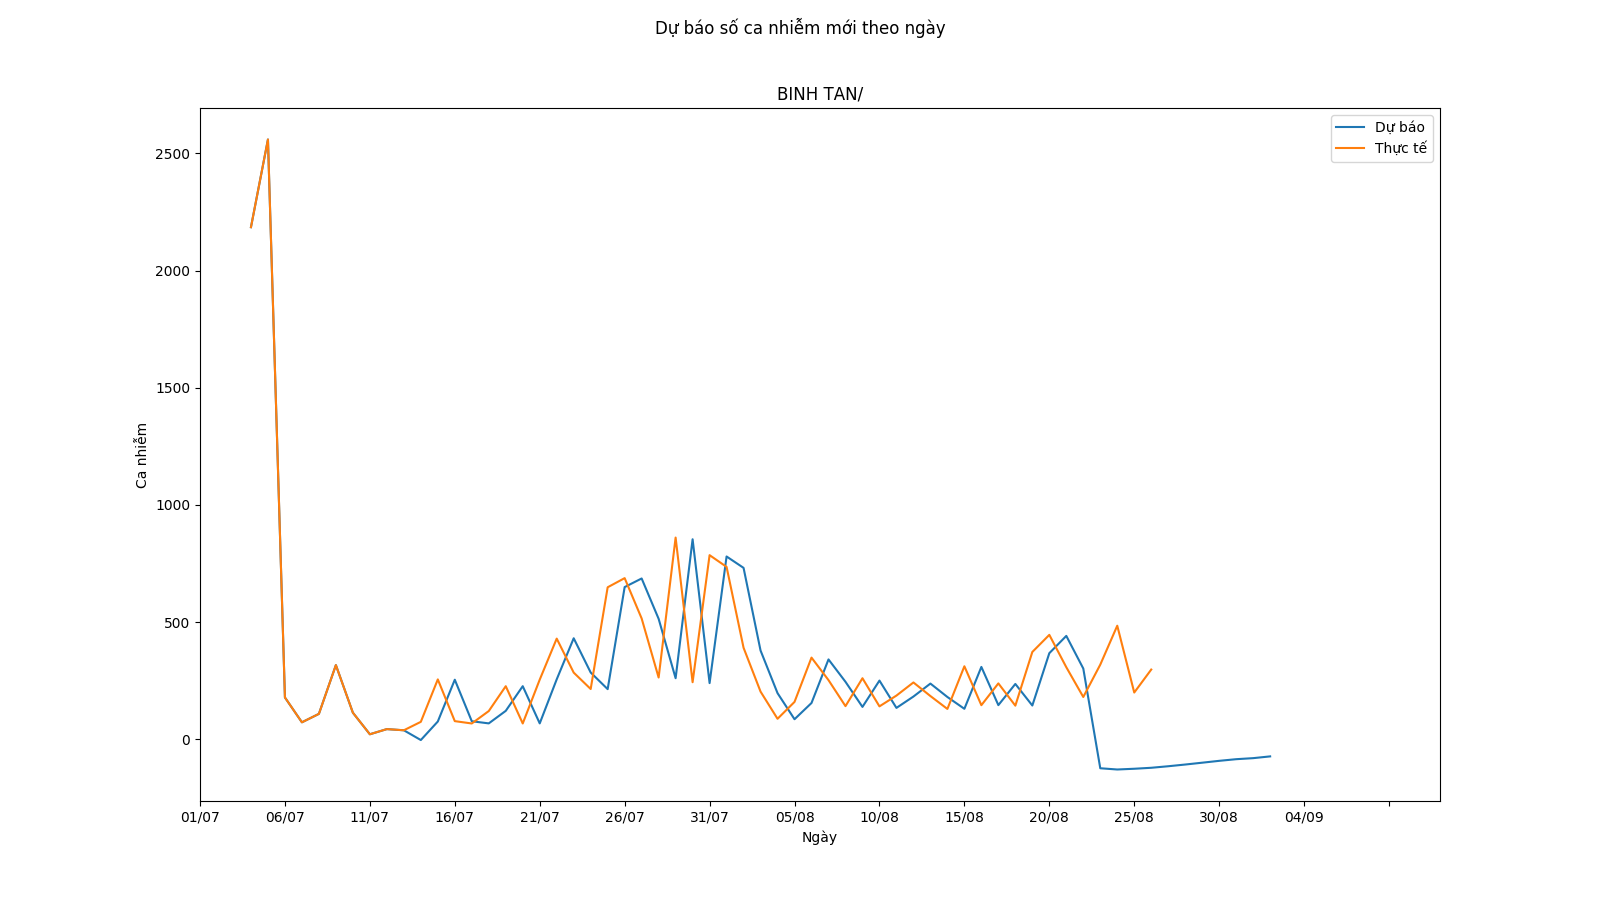 Dự báo số ca nhiễm mới theo ngày
BINH TAN/
Dự báo
Thực tế
2500
2000
1500
1000
500
0
Ca nhiễm
01/07 06/07 11/07 16/07 21/07 26/07 31/07 05/08 10/08 15/08 20/08 25/08 30/08 04/09
Ngày